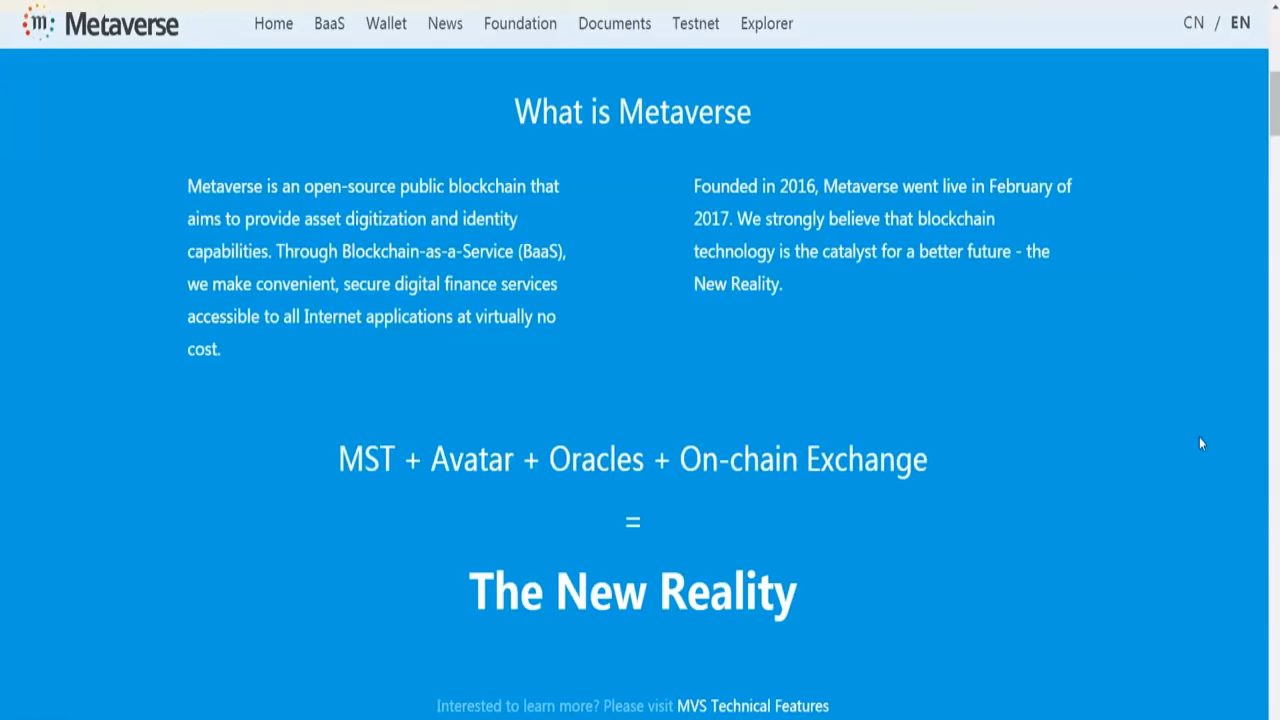 m Metaverse
Home BaaS Wallet News Foundation Documents Testnet Explorer
CN / EN
What is Metaverse
Metaverse is an open-source public blockchain that
aims to provide asset digitization and identity
capabilities. Through Blockchain-as-a-Service (BaaS),
we make convenient, secure digital finance services
accessible to all Internet applications at virtually no
cost.
Founded in 2016, Metaverse went live in February of
2017. We strongly believe that blockchain
technology is the catalyst for a better future - the
New Reality.
MST + Avatar + Oracles + On-chain Exchange
=
The New Reality
Interested to learn more? Please visit MVS Technical Features